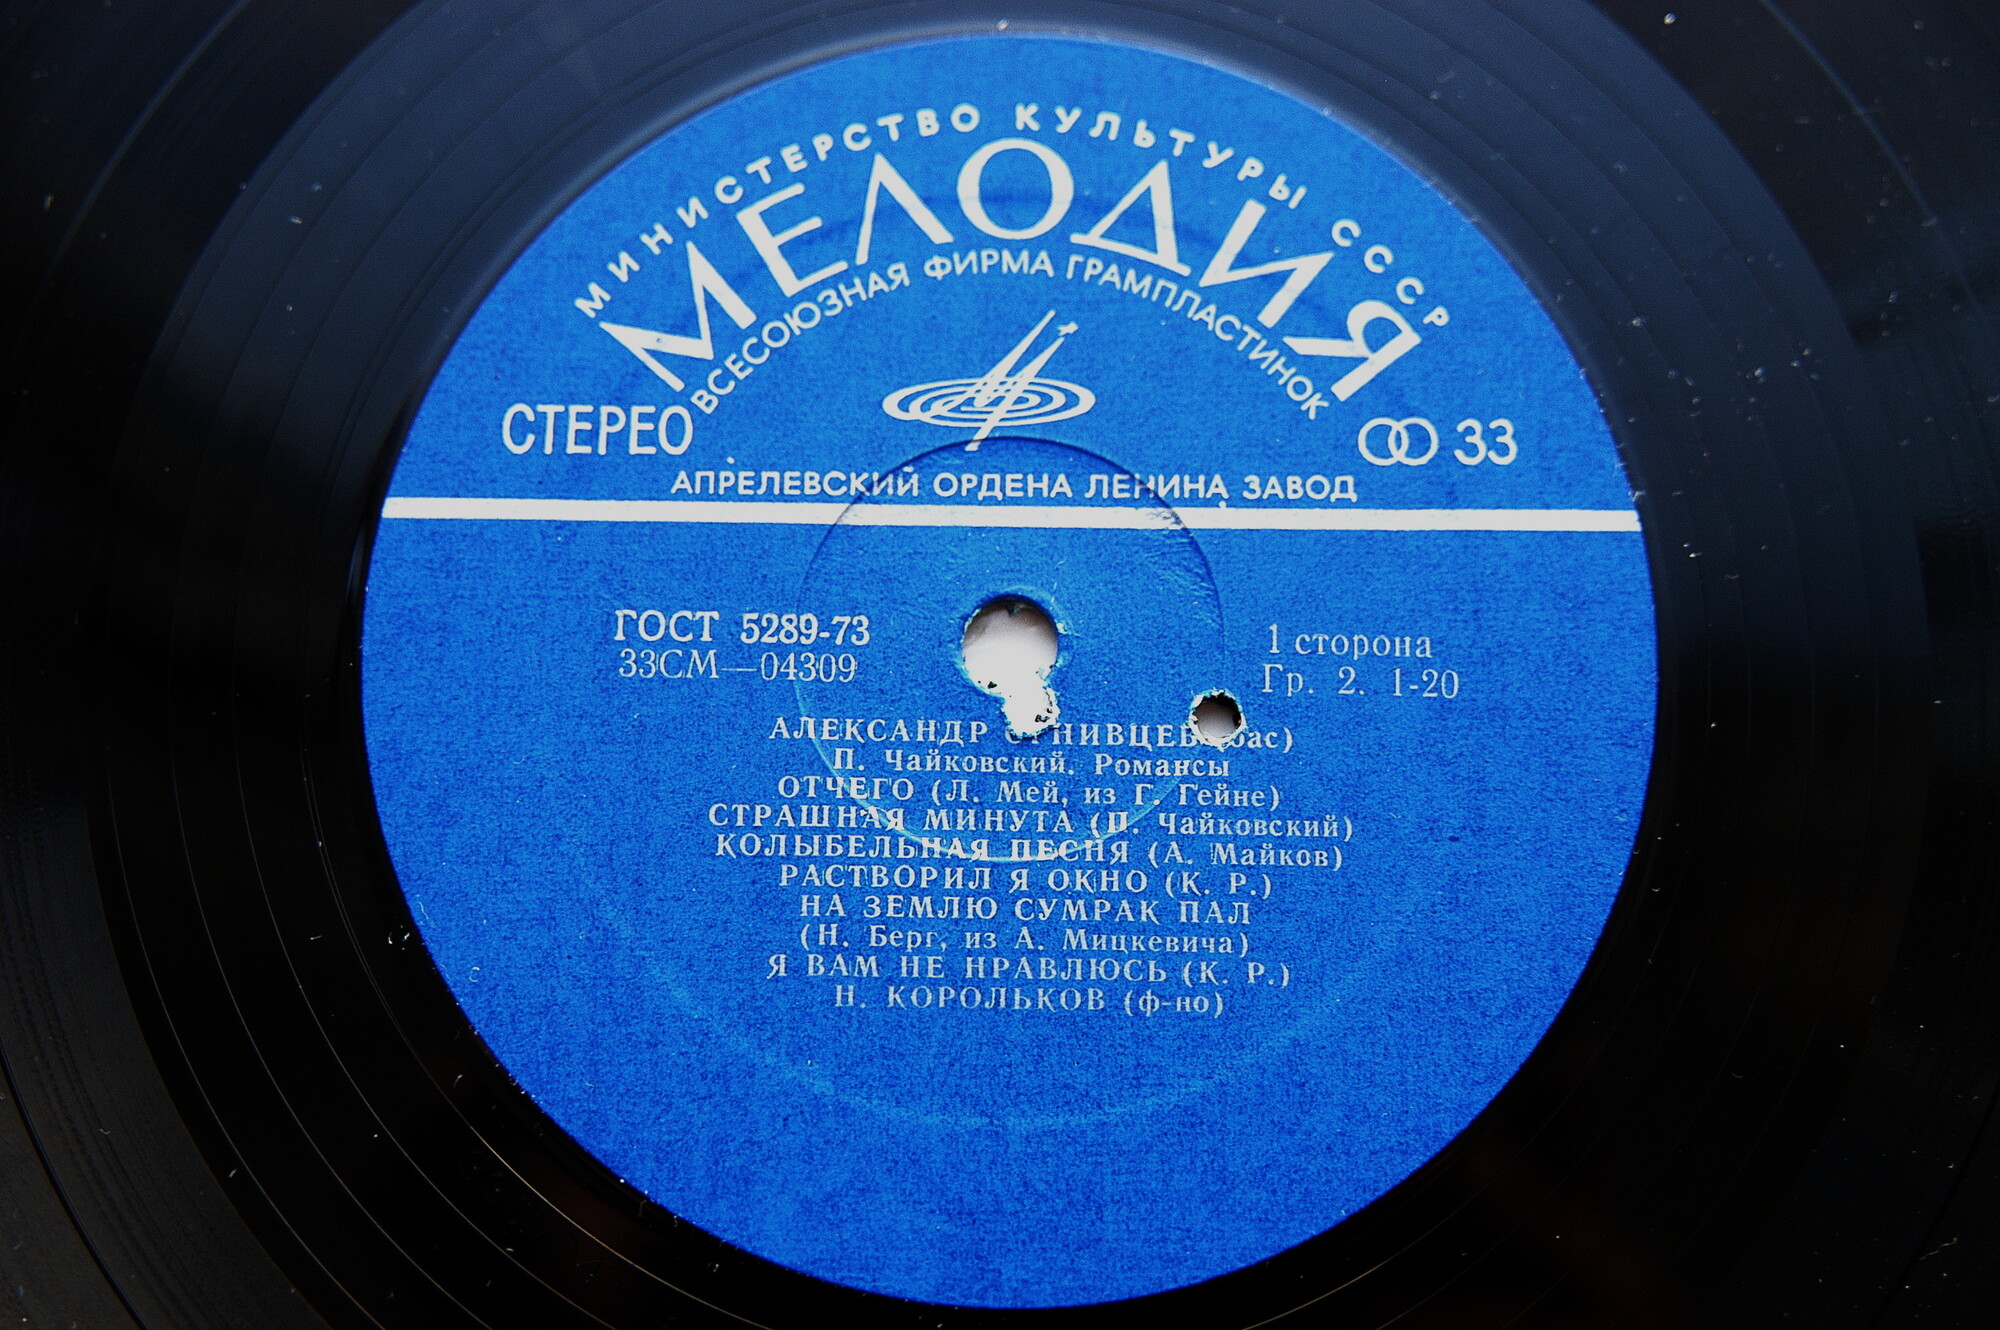 МИНИСТЕРСТВО КУЛЬТУРЫ СССР
МЕЛОДИЯ
ВСЕСОЮЗНАЯ ФИРМА ГРАМПЛАСТИНОК
СТЕРЕО
33
АПРЕЛЕВСКИЙ ОРДЕНА ЛЕНИНА ЗАВОД
ГОСТ 5289-73
33СМ—04309
1 сторона
Гр. 2. 1-20
АЛЕКСАНДР ОГНИВЦЕВ (бас)
П. Чайковский. Романсы
ОТЧЕГО (Л. Мей, из Г. Гейне)
СТРАШНАЯ МИНУТА (П. Чайковский)
КОЛЫБЕЛЬНАЯ ПЕСНЯ (А. Майков)
РАСТВОРИЛ Я ОКНО (К. Р.)
НА ЗЕМЛЮ СУМРАК ПАЛ
(Н. Берг, из А. Мицкевича)
Я ВАМ НЕ НРАВЛЮСЬ (К. Р.)
Н. КОРОЛЬКОВ (ф-но)